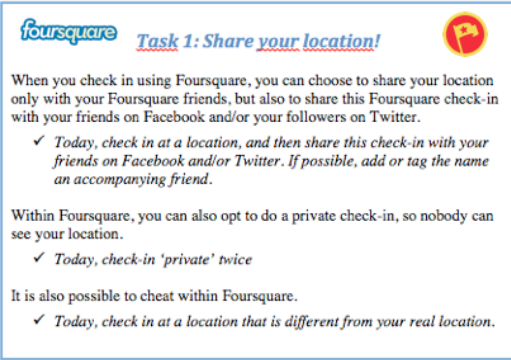 foursquare
Task 1: Share your location!
When you check in using Foursquare, you can choose to share your location
only with your Foursquare friends, but also to share this Foursquare check-in
with your friends on Facebook and/or your followers on Twitter.
✓ Today, check in at a location, and then share this check-in with your
friends on Facebook and/or Twitter. If possible, add or tag the name
an accompanying friend.
Within Foursquare, you can also opt to do a private check-in, so nobody can
see your location.
✓ Today, check-in ‘private’ twice
It is also possible to cheat within Foursquare.
✓ Today, check in at a location that is different from your real location.